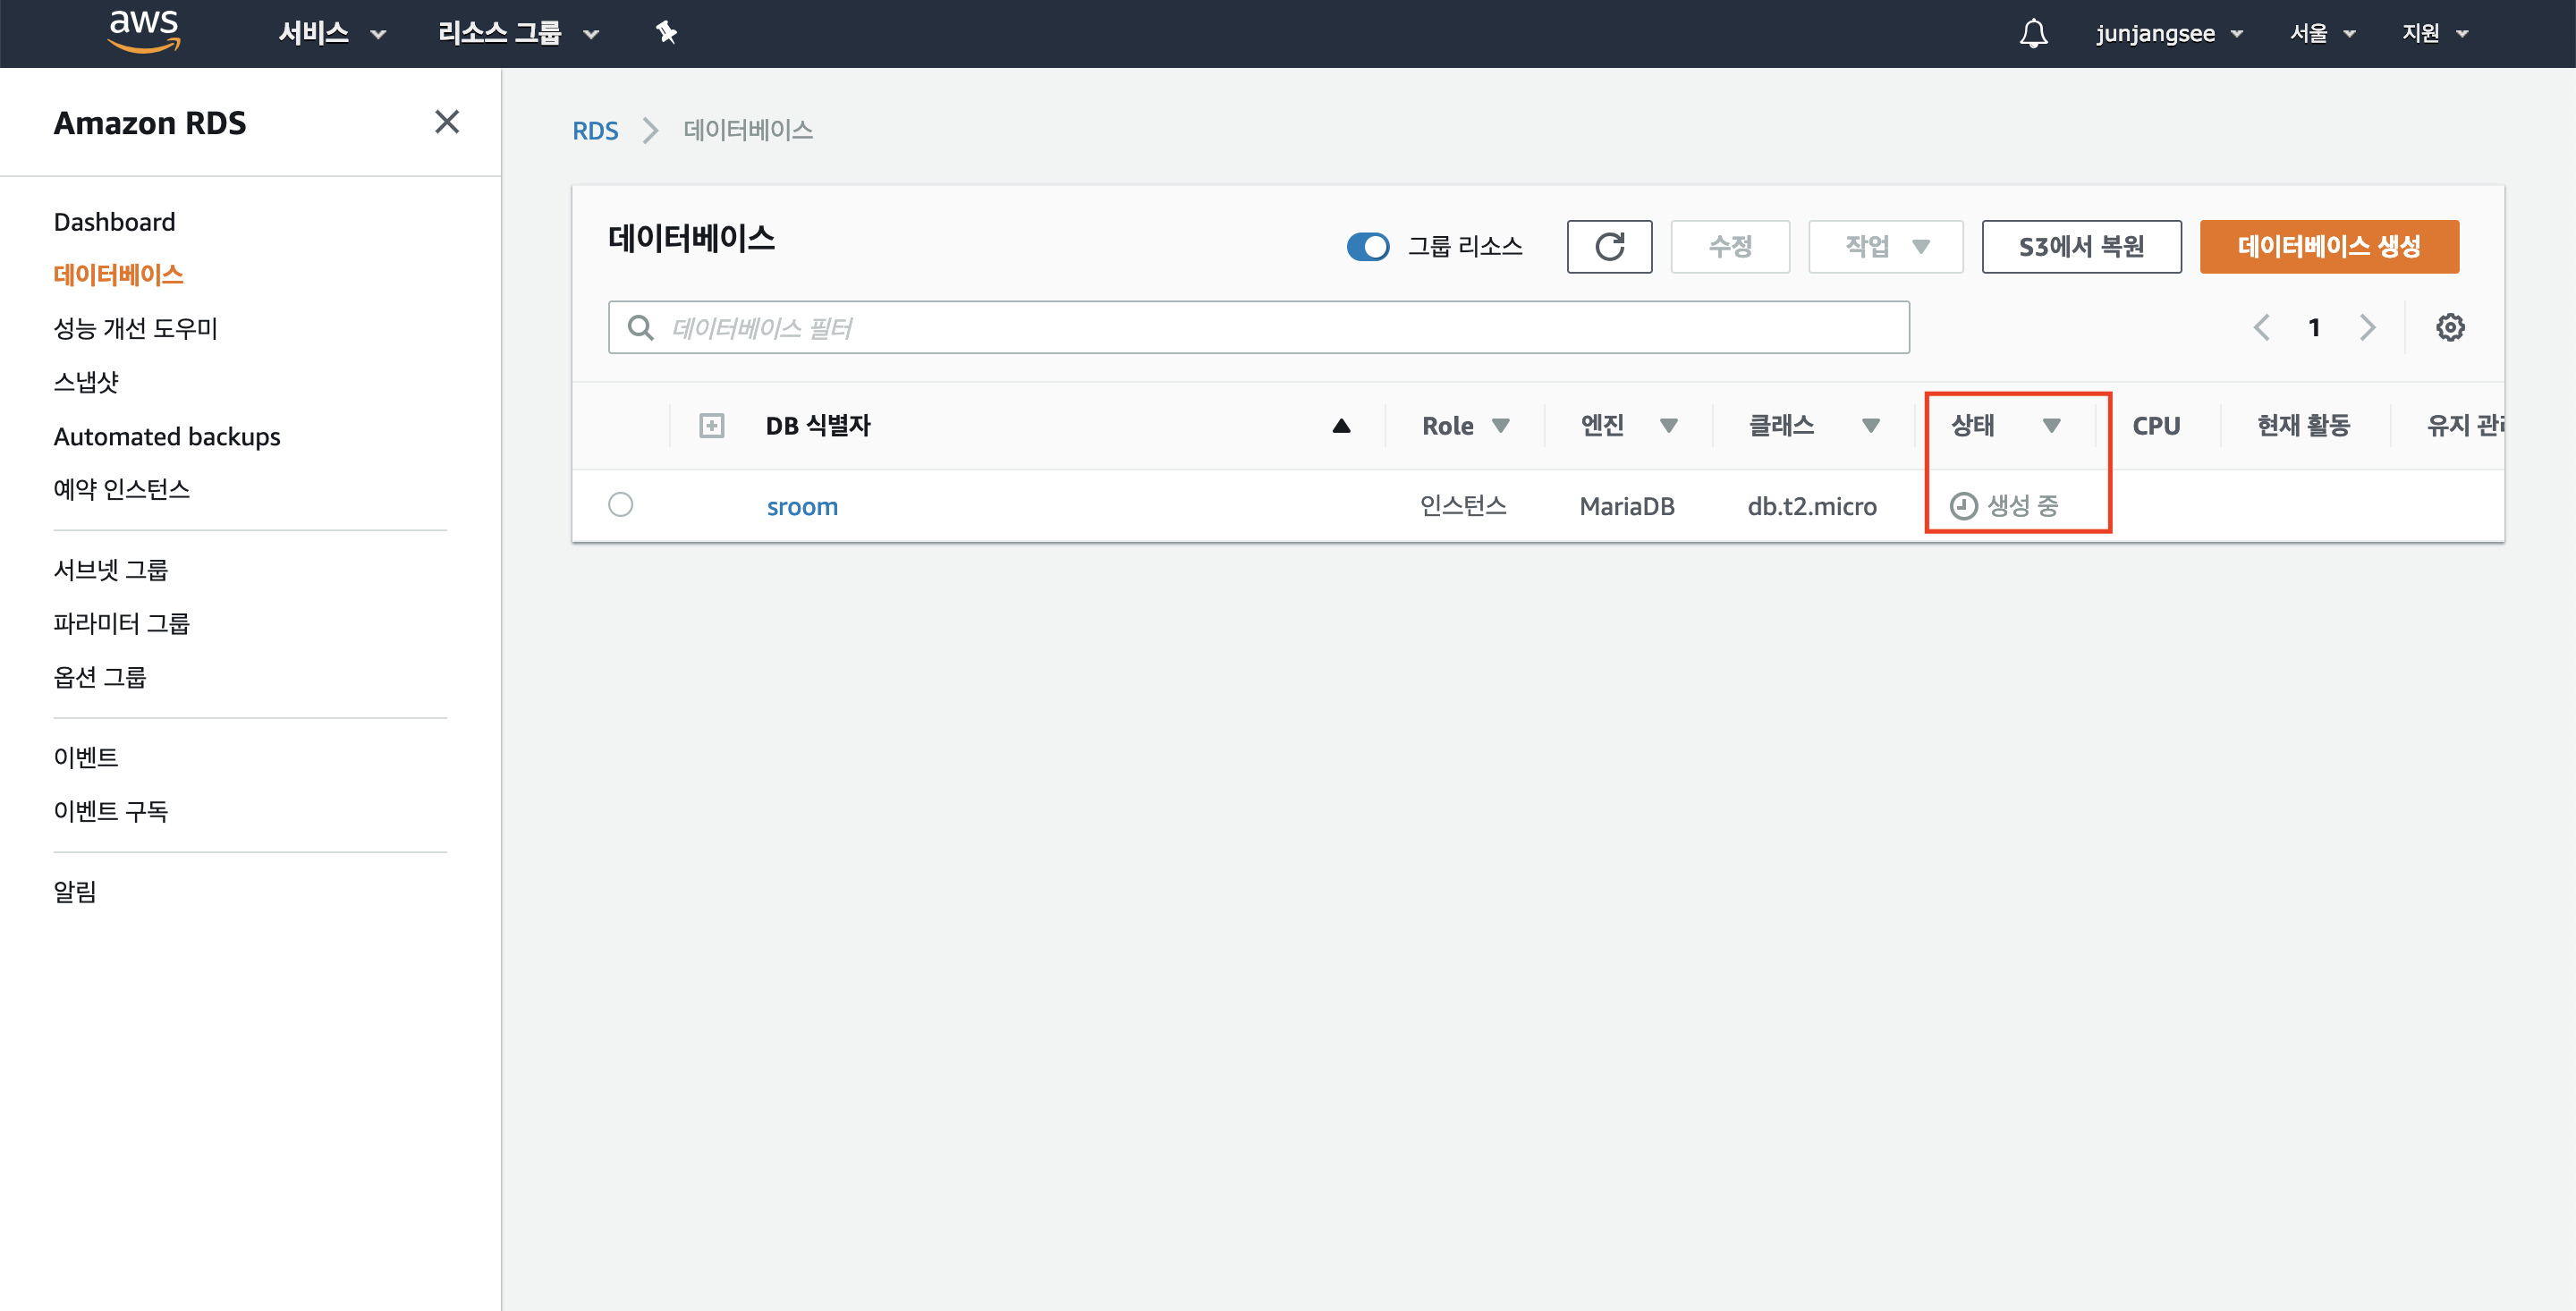 aws 서비스 리소스 그룹 junjangsee 서울 지원
Amazon RDS
Dashboard
데이터베이스
성능 개선 도우미
스냅샷
Automated backups
예약 인스턴스
서브넷 그룹
파라미터 그룹
옵션 그룹
이벤트
이벤트 구독
알림
RDS 데이터베이스
데이터베이스 그룹 리소스 수정 작업 S3에서 복원 데이터베이스 생성
데이터베이스 필터 1
DB 식별자 Role 엔진 클래스 상태 CPU 현재 활동 유지
sroom 인스턴스 MariaDB db.t2.micro 생성 중